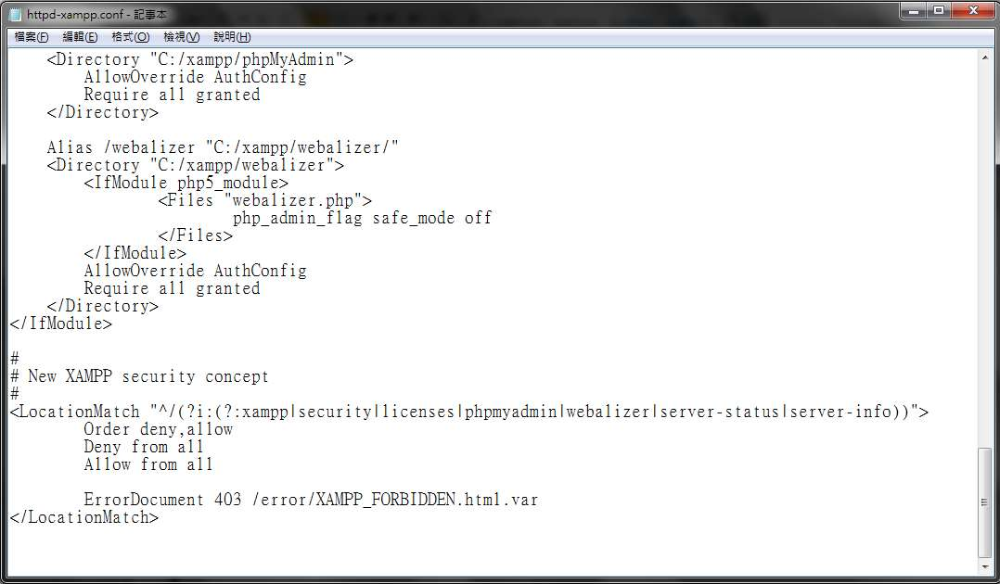 httpd-xampp.conf - 記事本
檔案(F) 編輯(E) 格式(O) 檢視(V) 說明(H)
    <Directory "C:/xampp/phpMyAdmin">
        AllowOverride AuthConfig
        Require all granted
    </Directory>

    Alias /webalizer "C:/xampp/webalizer/"
    <Directory "C:/xampp/webalizer">
        <IfModule php5_module>
                <Files "webalizer.php">
                        php_admin_flag safe_mode off
                </Files>
        </IfModule>
        AllowOverride AuthConfig
        Require all granted
    </Directory>
</IfModule>

#
# New XAMPP security concept
#
<LocationMatch "^/(?i:(?:xampp|security|licenses|phpmyadmin|webalizer|server-status|server-info))">
        Order deny,allow
        Deny from all
        Allow from all

        ErrorDocument 403 /error/XAMPP_FORBIDDEN.html.var
</LocationMatch>